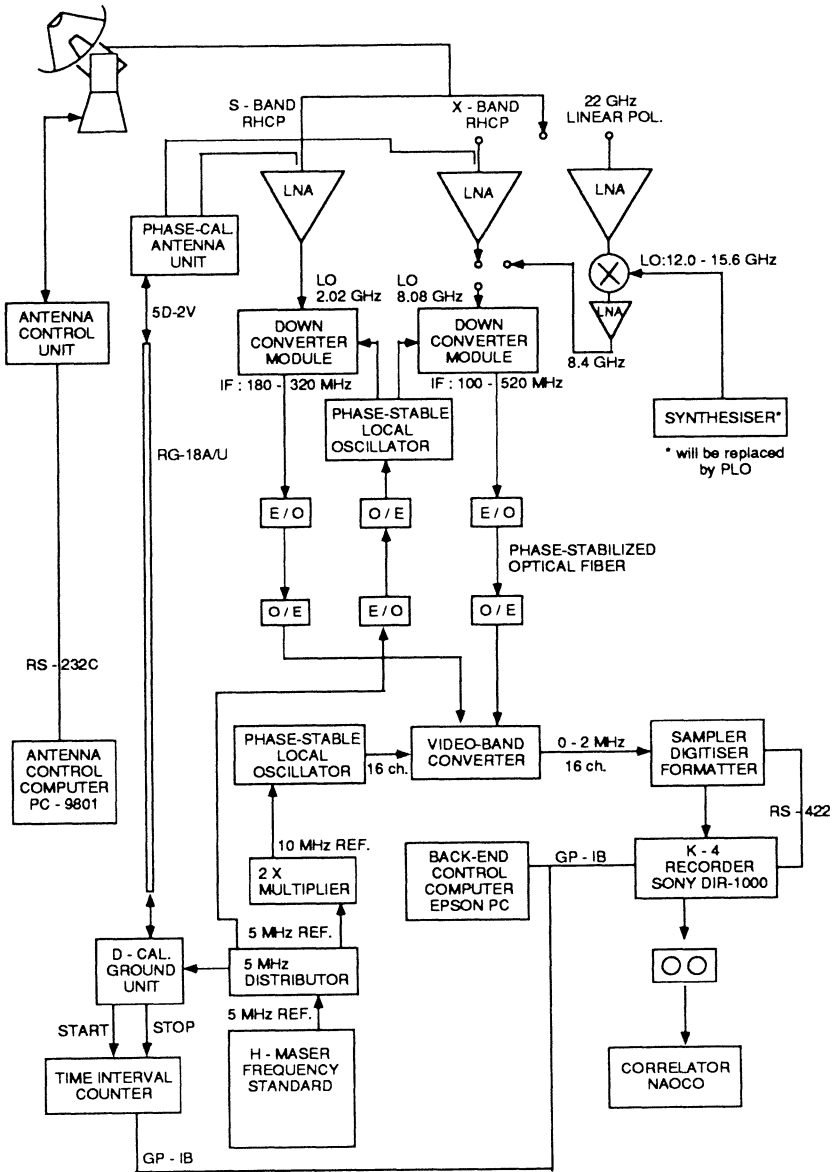 S - BAND
RHCP
X - BAND
RHCP
22 GHz
LINEAR POL.
LNA
LNA
LNA
PHASE-CAL.
ANTENNA
UNIT
LO:12.0 - 15.6 GHz
LO
2.02 GHz
LO
8.08 GHz
LNA
5D-2V
ANTENNA
CONTROL
UNIT
DOWN
CONVERTER
MODULE
DOWN
CONVERTER
MODULE
8.4 GHz
IF : 180 - 320 MHz
IF : 100 - 520 MHz
PHASE-STABLE
LOCAL
OSCILLATOR
SYNTHESISER*
* will be replaced
by PLO
RG-18A/U
E / O
O / E
E / O
PHASE-STABILIZED
OPTICAL FIBER
O / E
E / O
O / E
RS - 232C
ANTENNA
CONTROL
COMPUTER
PC - 9801
PHASE-STABLE
LOCAL
OSCILLATOR
16 ch.
VIDEO-BAND
CONVERTER
0 - 2 MHz
16 ch.
SAMPLER
DIGITISER
FORMATTER
RS - 422
10 MHz REF.
2 X
MULTIPLIER
BACK-END
CONTROL
COMPUTER
EPSON PC
GP - IB
K - 4
RECORDER
SONY DIR-1000
5 MHz REF.
D - CAL.
GROUND
UNIT
5 MHz
DISTRIBUTOR
START
STOP
5 MHz REF.
H - MASER
FREQUENCY
STANDARD
TIME INTERVAL
COUNTER
CORRELATOR
NAOCO
GP - IB